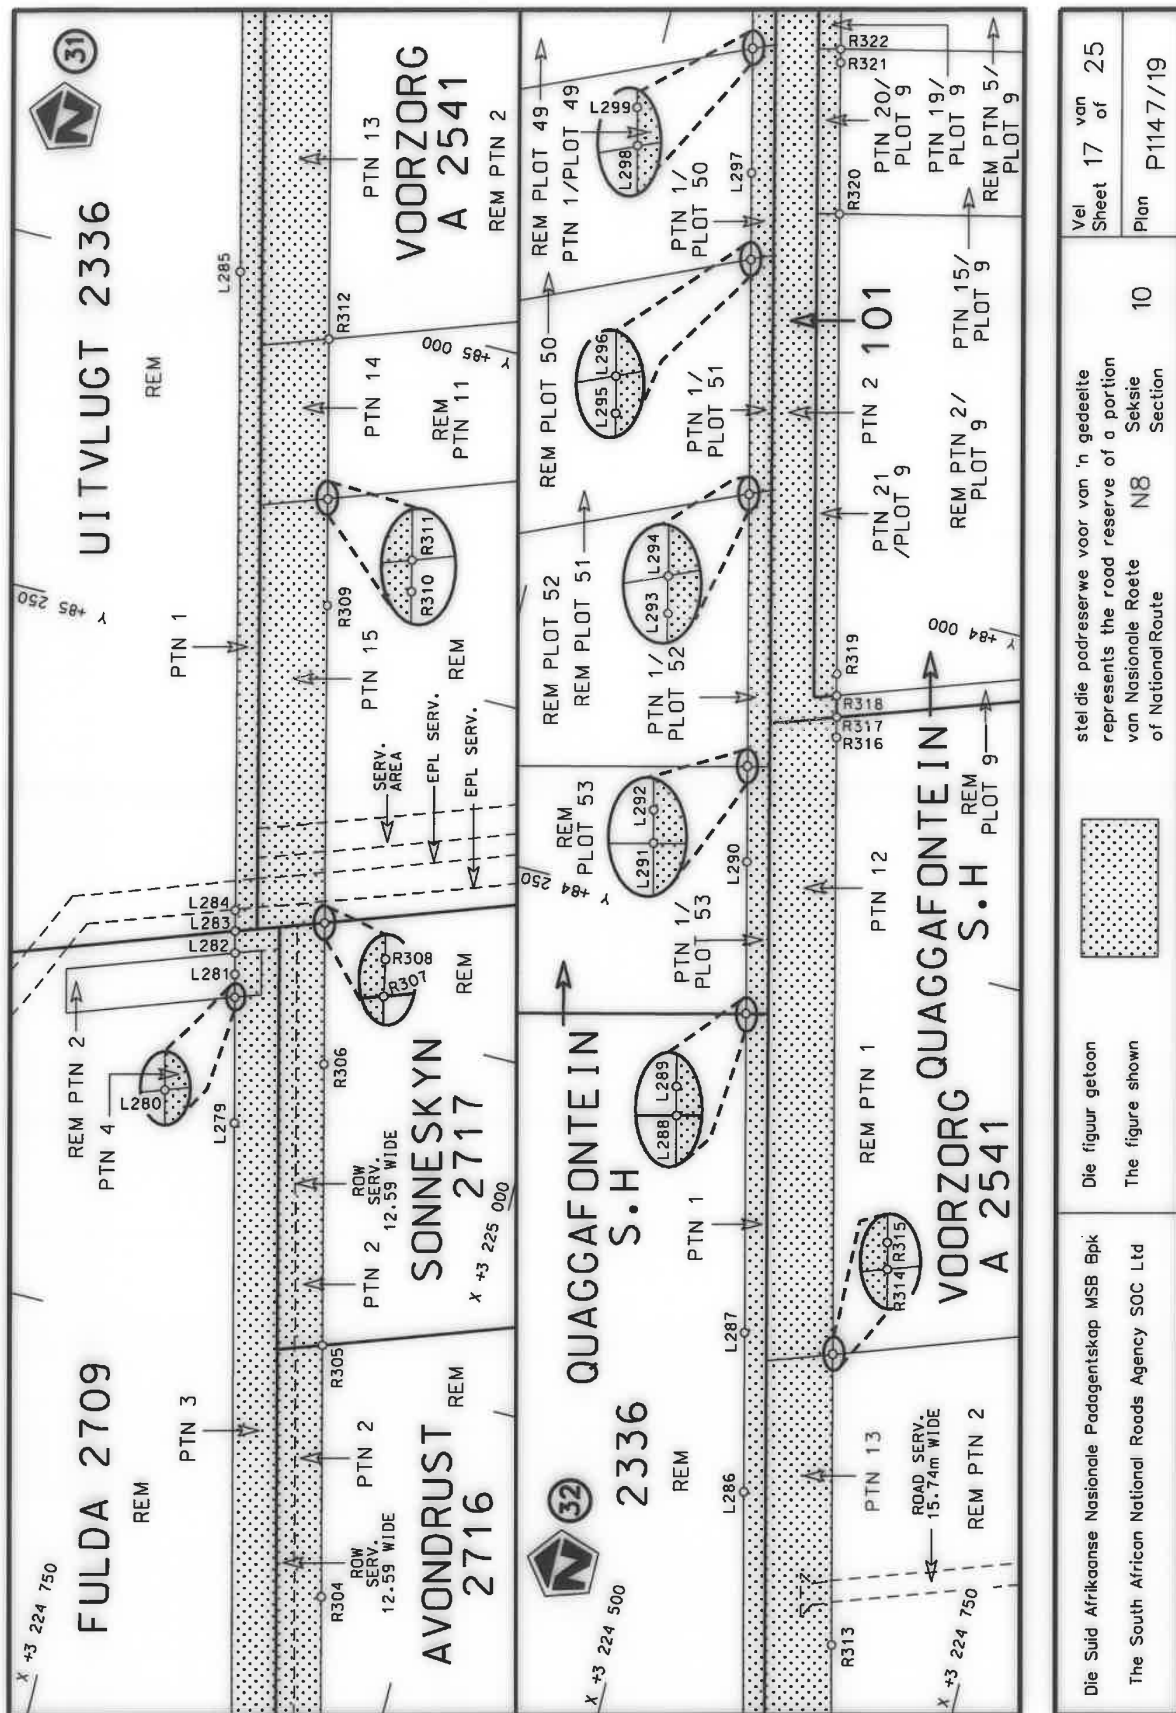 31
N
UITVLUGT 2336
REM
Y +85 250
PTN 1
L285
PTN 13
VOORZORG
A 2541
REM PTN 2
R312
Y +85 000
PTN 14
REM
PTN 11
R311
R310
R309
PTN 15
REM
SERV.
AREA
EPL SERV.
EPL SERV.
L284
L283
L282
L281
REM PTN 2
PTN 4
L280
L279
R308
R307
REM
R306
SONNESKYN
2717
ROW
SERV.
12.59 WIDE
PTN 2
X +3 225 000
FULDA 2709
REM
PTN 3
X +3 224 750
R305
AVONDRUST
2716
REM
PTN 2
ROW
SERV.
12.59 WIDE
R304
REM PLOT 49
PTN 1/PLOT 49
L299
L298
L297
PTN 1/
PLOT 50
REM PLOT 50
L296
L295
PTN 1/
PLOT 51
REM PLOT 51
REM PLOT 52
L294
L293
PTN 1/
PLOT 52
REM
PLOT 53
L292
L291
L290
Y +84 250
PTN 1/
PLOT 53
QUAGGAFONTEIN
S.H
L289
L288
PTN 1
L287
32
N
2336
REM
L286
X +3 224 500
R322
R321
PTN 20/
PLOT 9
PTN 19/
PLOT 9
REM PTN 5/
PLOT 9
R320
PTN 15/
PLOT 9
101
PTN 2
PTN 21
/PLOT 9
REM PTN 2/
PLOT 9
Y +84 000
R319
R318
R317
R316
QUAGGAFONTEIN
S.H
REM
PLOT 9
PTN 12
REM PTN 1
VOORZORG
A 2541
R315
R314
PTN 13
ROAD SERV.
15.74m WIDE
REM PTN 2
R313
X +3 224 750
Die Suid Afrikaanse Nasionale Padagentskap MSB Bpk
The South African National Roads Agency SOC Ltd
Die figuur getoon
The figure shown
stel die padreserwe voor van 'n gedeelte
represents the road reserve of a portion
van Nasionale Roete N8 Seksie 10
of National Route Section
Vel 17 van 25
Sheet of
Plan P1147/19